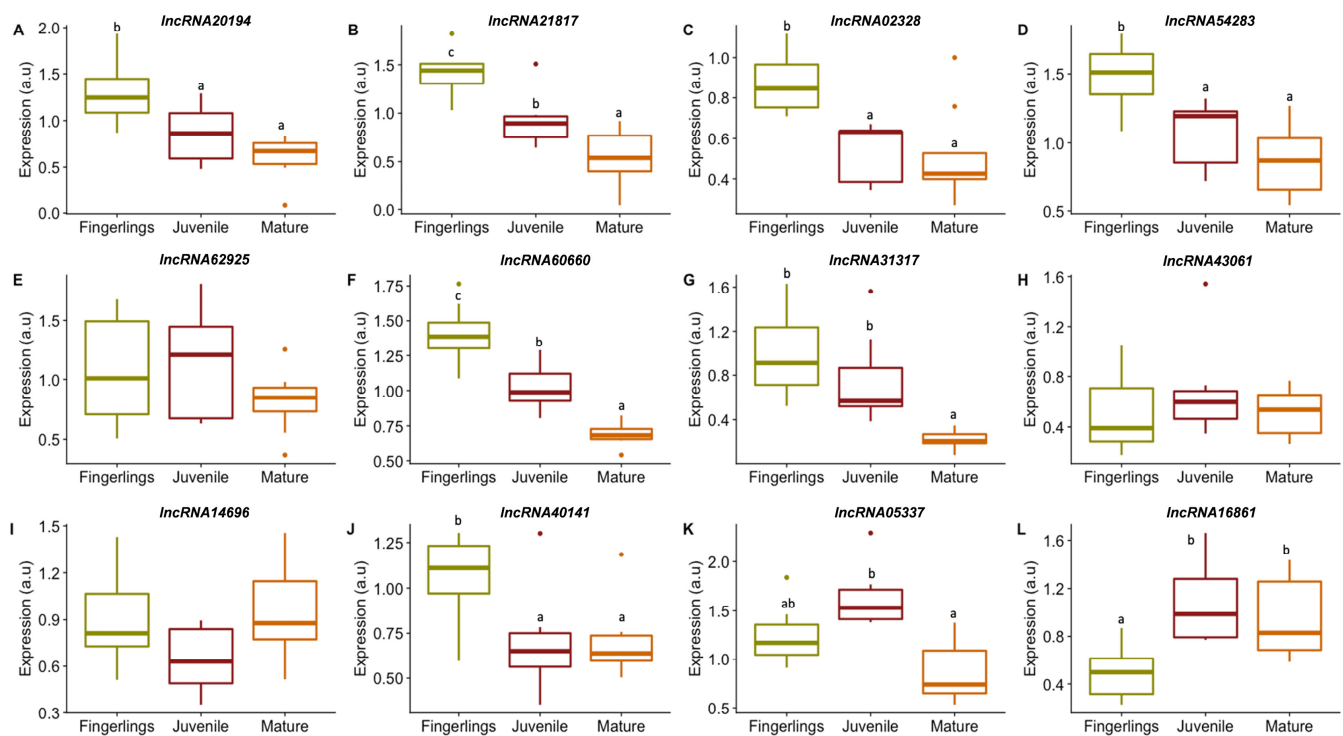 A lncRNA20194
Expression (a.u)
2.0
1.5
1.0
0.5
0.0
b
a
a
Fingerlings Juvenile Mature
B lncRNA21817
Expression (a.u)
1.5
1.0
0.5
0.0
c
b
a
Fingerlings Juvenile Mature
C lncRNA02328
Expression (a.u)
1.0
0.8
0.6
0.4
b
a
a
Fingerlings Juvenile Mature
D lncRNA54283
Expression (a.u)
1.5
1.0
0.5
b
a
a
Fingerlings Juvenile Mature
E lncRNA62925
Expression (a.u)
1.5
1.0
0.5
Fingerlings Juvenile Mature
F lncRNA60660
Expression (a.u)
1.75
1.50
1.25
1.00
0.75
0.50
c
b
a
Fingerlings Juvenile Mature
G lncRNA31317
Expression (a.u)
1.6
1.2
0.8
0.4
b
b
a
Fingerlings Juvenile Mature
H lncRNA43061
Expression (a.u)
1.6
1.2
0.8
0.4
Fingerlings Juvenile Mature
I lncRNA14696
Expression (a.u)
1.5
1.2
0.9
0.6
0.3
Fingerlings Juvenile Mature
J lncRNA40141
Expression (a.u)
1.25
1.00
0.75
0.50
b
a
a
Fingerlings Juvenile Mature
K lncRNA05337
Expression (a.u)
2.0
1.5
1.0
0.5
ab
b
a
Fingerlings Juvenile Mature
L lncRNA16861
Expression (a.u)
1.6
1.2
0.8
0.4
a
b
b
Fingerlings Juvenile Mature